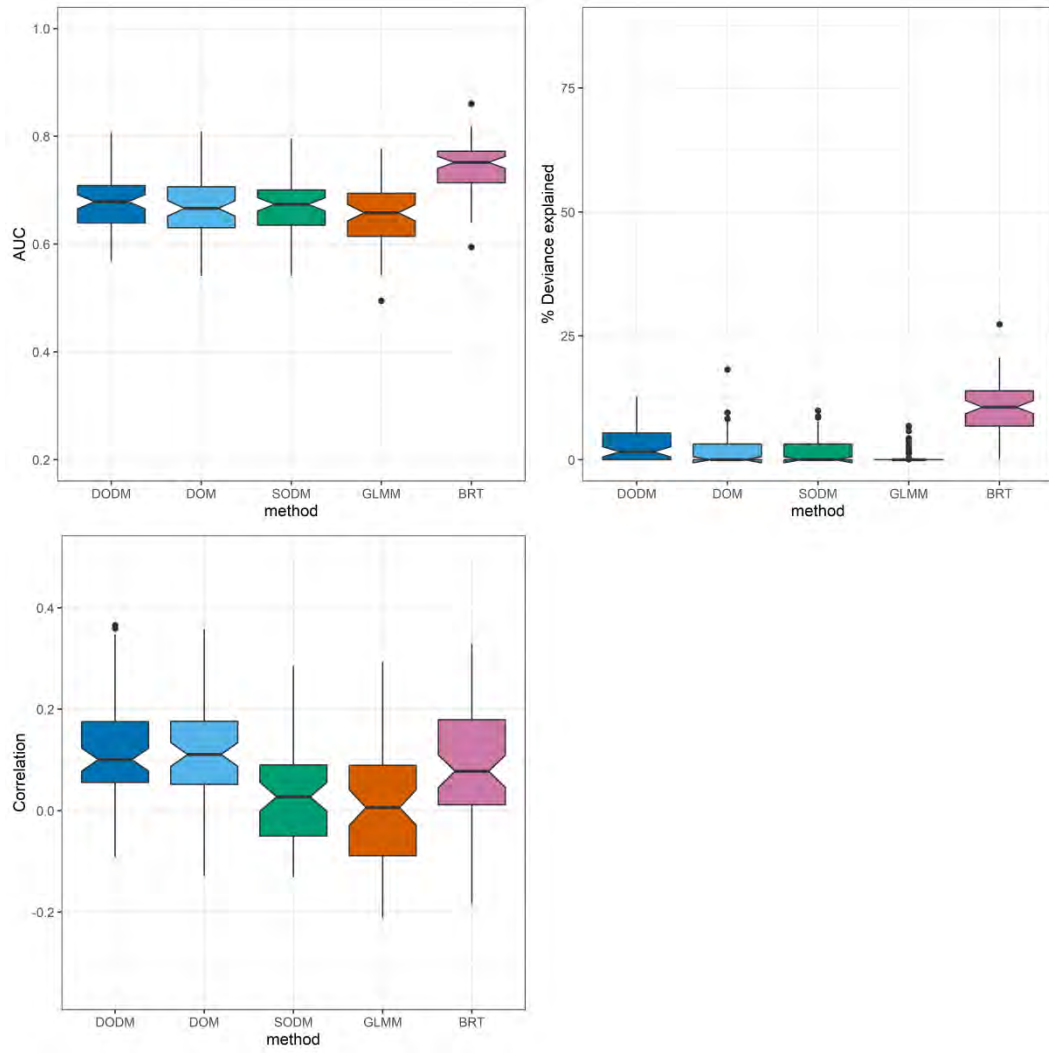 1.0
0.8
0.6
0.4
0.2
AUC
DODM DOM SODM GLMM BRT
method
75
50
25
0
% Deviance explained
DODM DOM SODM GLMM BRT
method
0.4
0.2
0.0
-0.2
Correlation
DODM DOM SODM GLMM BRT
method